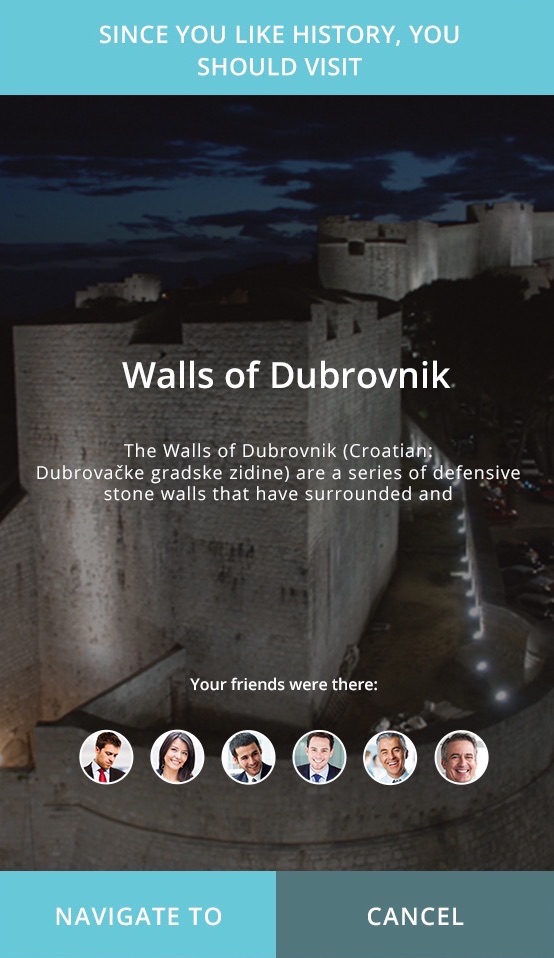 SINCE YOU LIKE HISTORY, YOU
SHOULD VISIT
Walls of Dubrovnik
The Walls of Dubrovnik (Croatian:
Dubrovačke gradske zidine) are a series of defensive
stone walls that have surrounded and
Your friends were there:
NAVIGATE TO
CANCEL